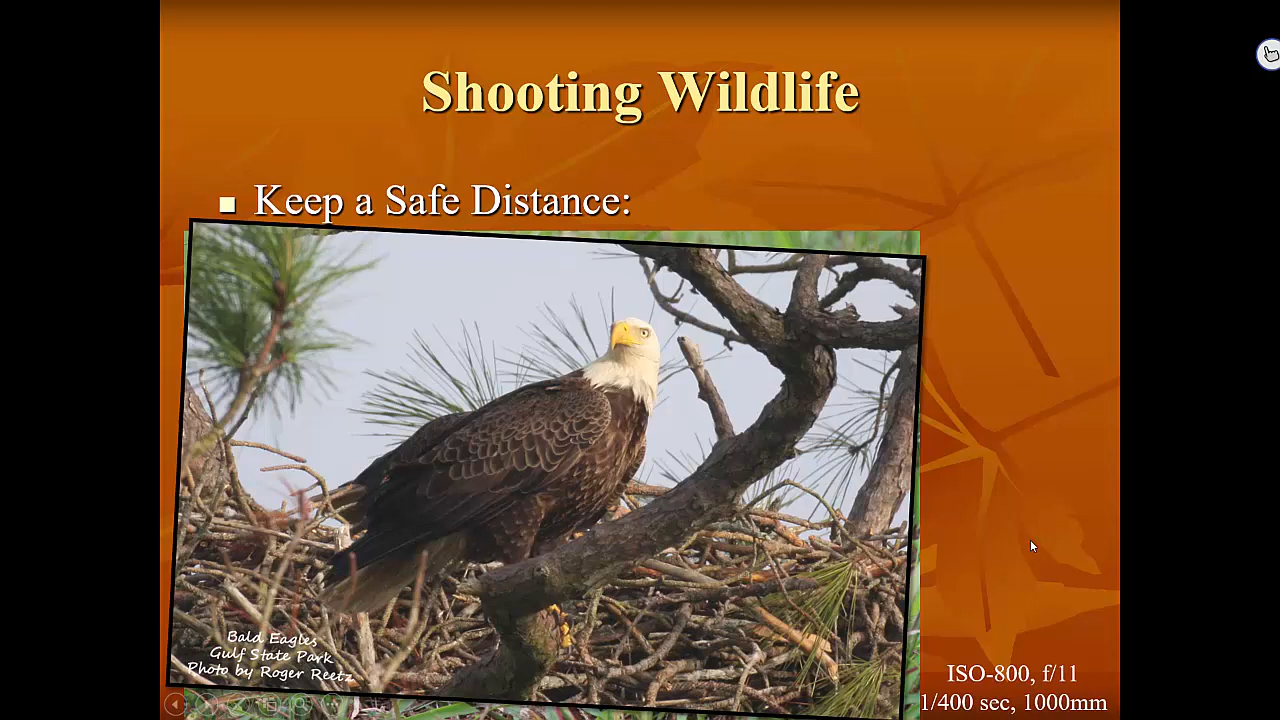 Shooting Wildlife
Keep a Safe Distance:
Bald Eagles
Gulf State Park
Photo by Roger Reetz
ISO-800, f/11
1/400 sec, 1000mm